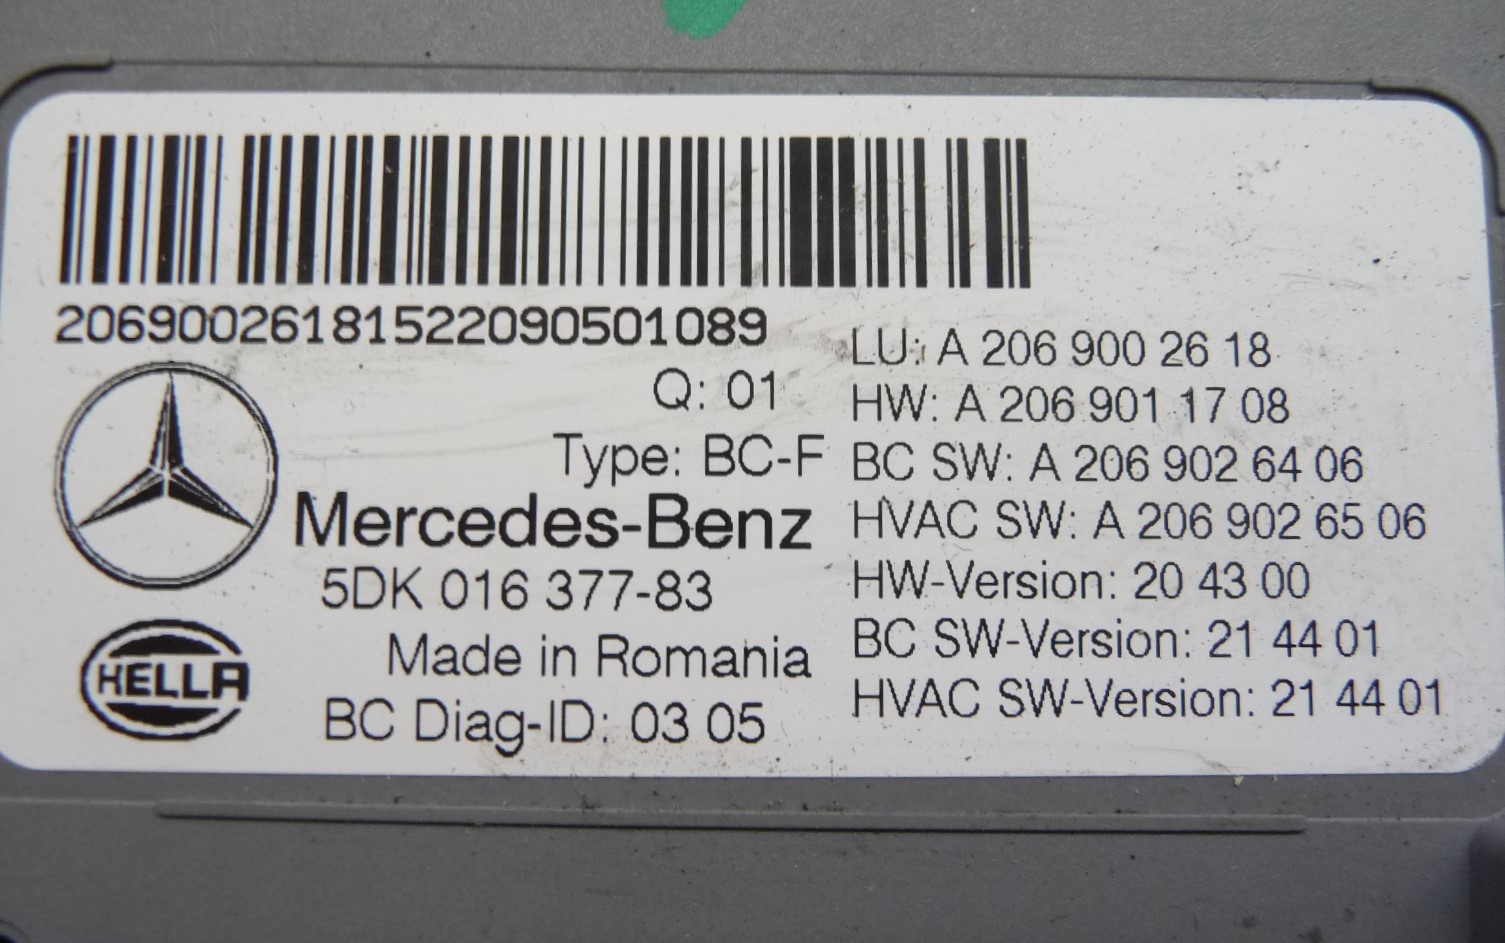 20690026181522090501089
Q: 01
Type: BC-F
Mercedes-Benz
5DK 016 377-83
Made in Romania
HELLA
BC Diag-ID: 03 05
LU: A 206 900 26 18
HW: A 206 901 17 08
BC SW: A 206 902 64 06
HVAC SW: A 206 902 65 06
HW-Version: 20 43 00
BC SW-Version: 21 44 01
HVAC SW-Version: 21 44 01